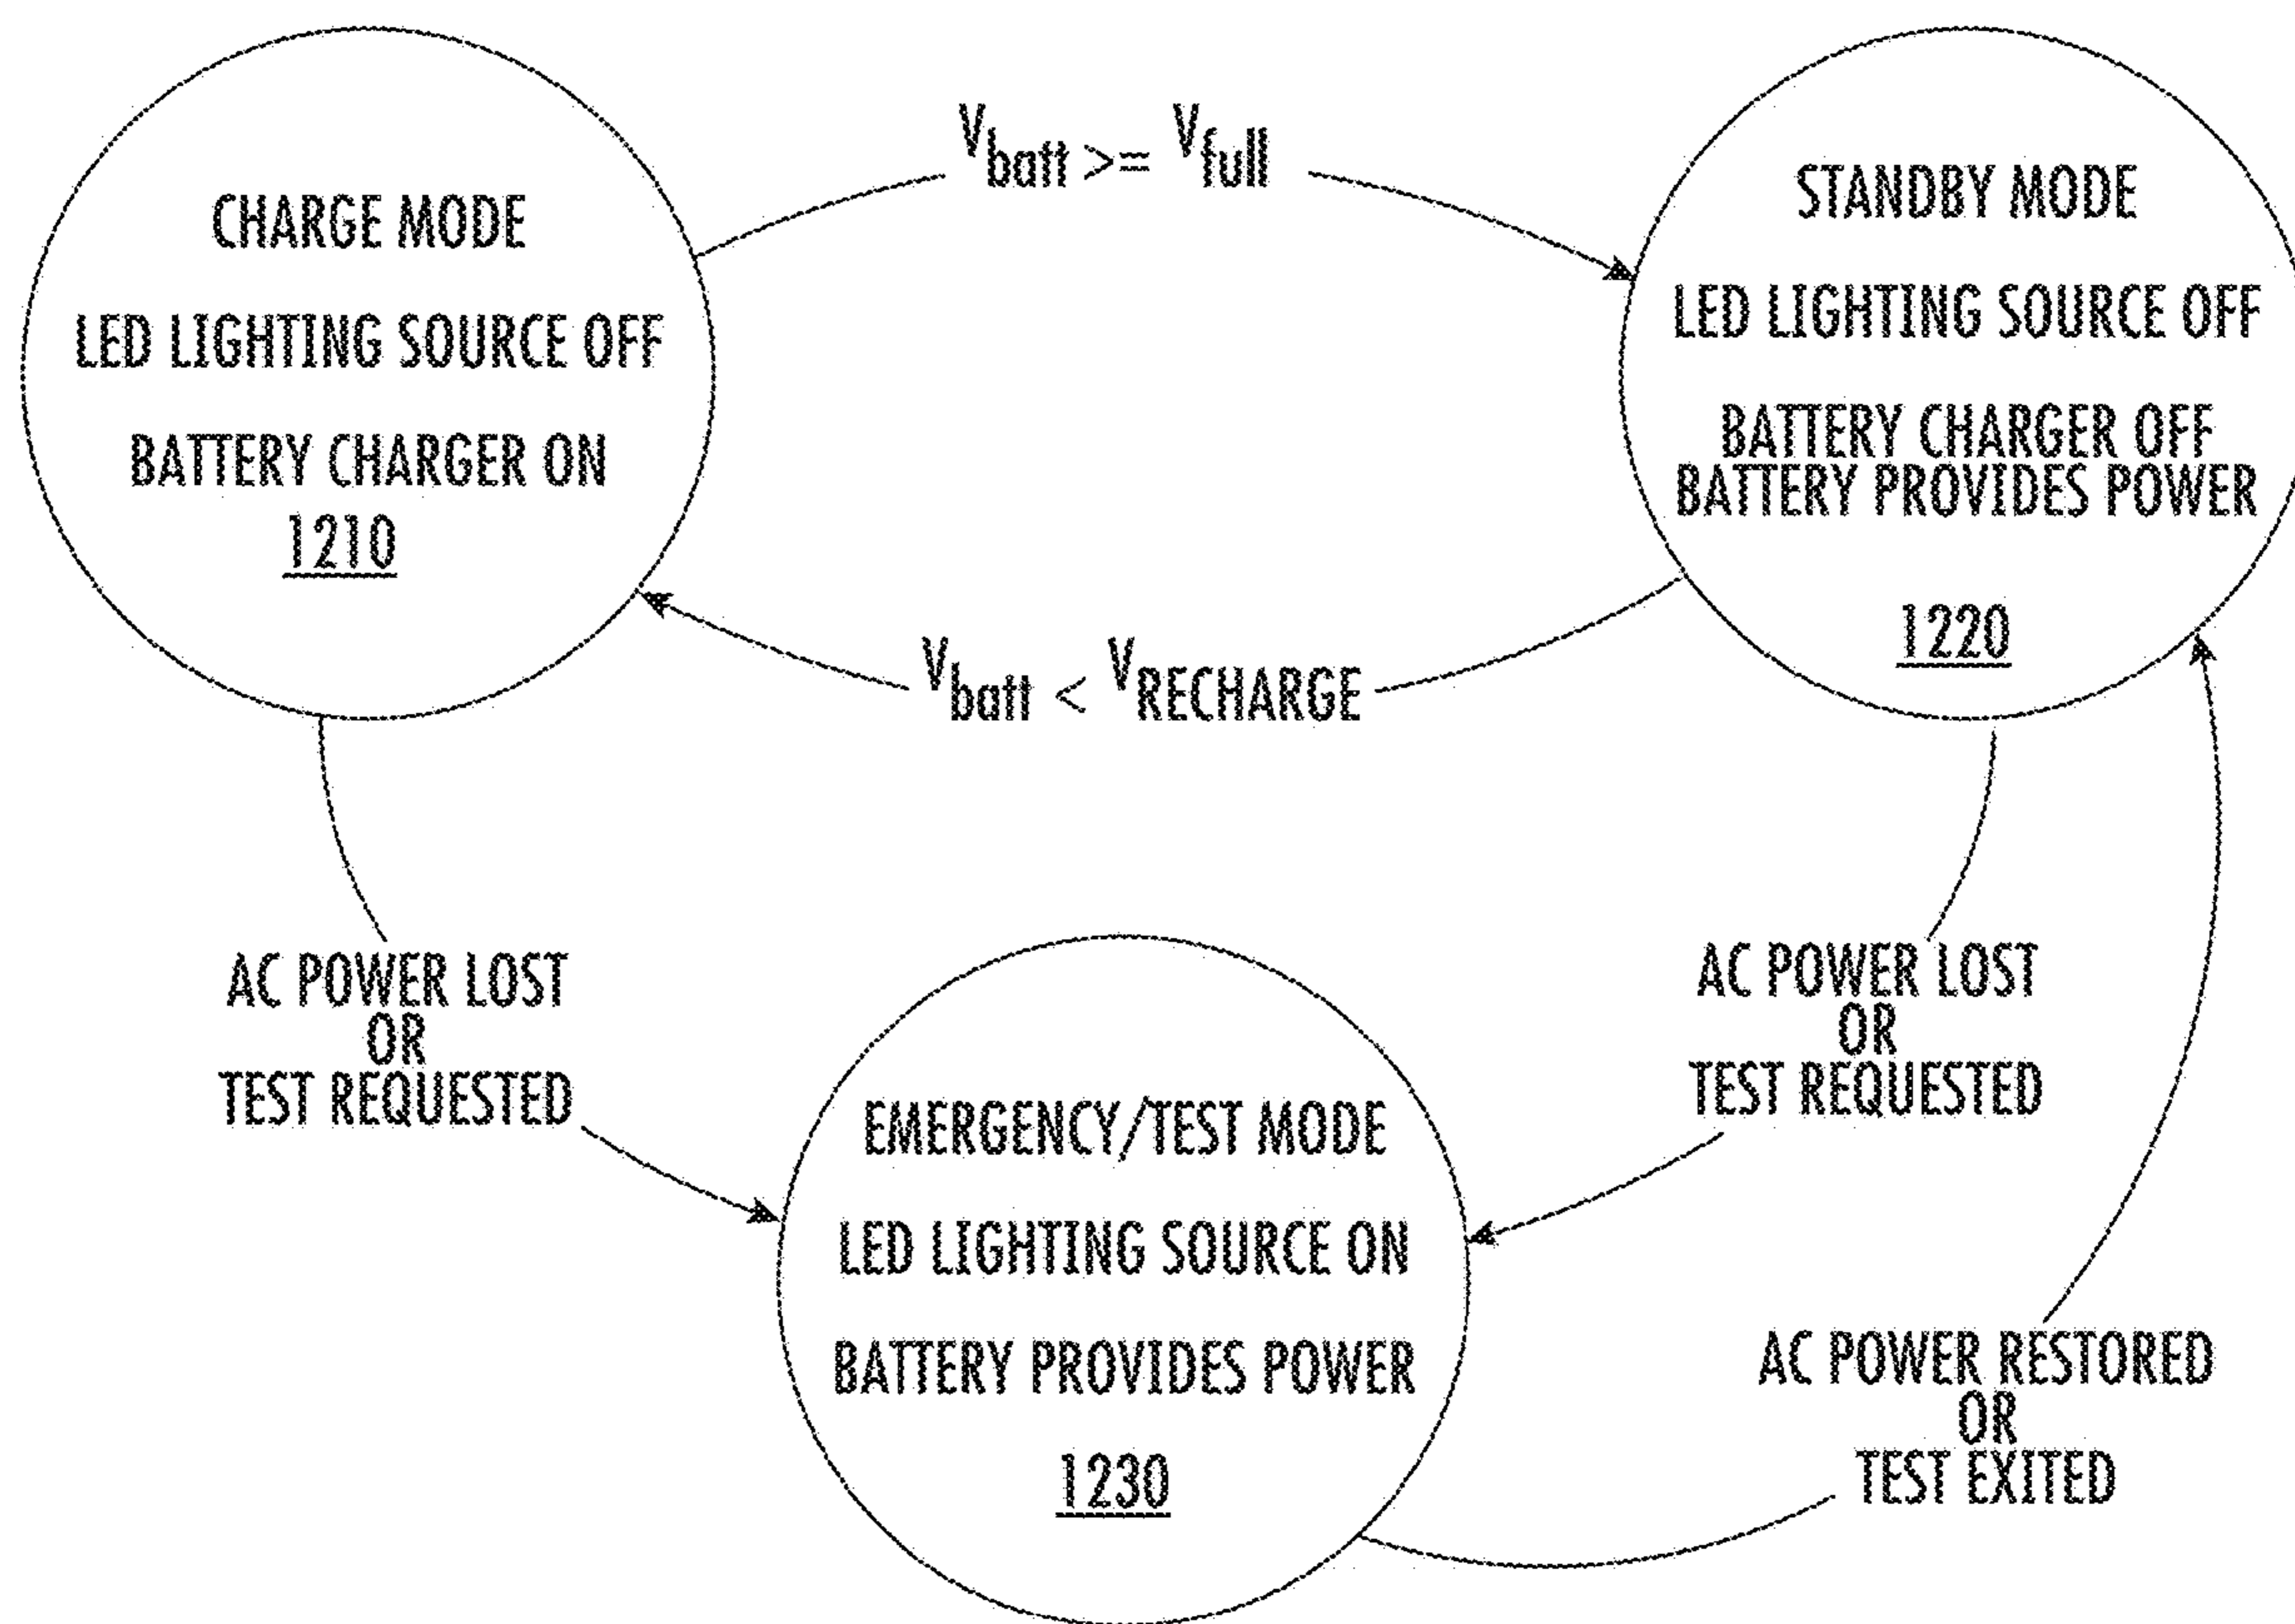 CHARGE MODE
LED LIGHTING SOURCE OFF
BATTERY CHARGER ON
1210
Vbatt >= Vfull
STANDBY MODE
LED LIGHTING SOURCE OFF
BATTERY CHARGER OFF
BATTERY PROVIDES POWER
1220
Vbatt < VRECHARGE
AC POWER LOST
OR
TEST REQUESTED
AC POWER LOST
OR
TEST REQUESTED
EMERGENCY/TEST MODE
LED LIGHTING SOURCE ON
BATTERY PROVIDES POWER
1230
AC POWER RESTORED
OR
TEST EXITED